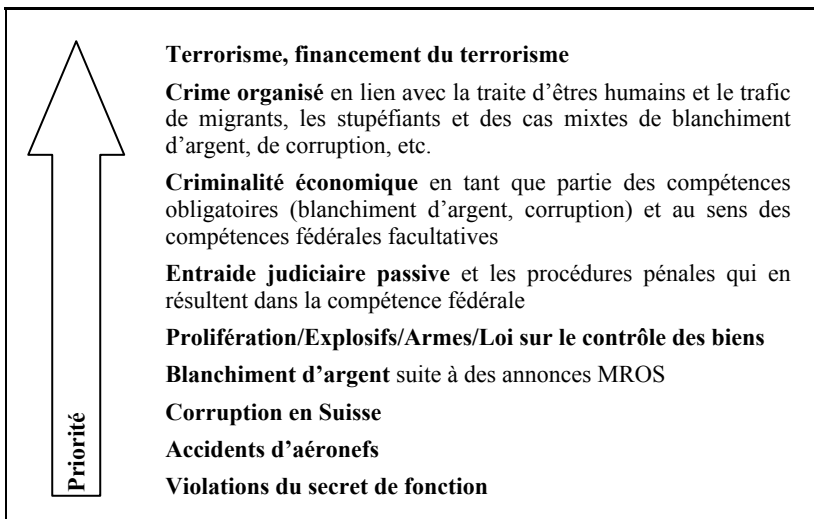 Terrorisme, financement du terrorisme
Crime organisé en lien avec la traite d'êtres humains et le trafic
de migrants, les stupéfiants et des cas mixtes de blanchiment
d'argent, de corruption, etc.
Criminalité économique en tant que partie des compétences
obligatoires (blanchiment d'argent, corruption) et au sens des
compétences fédérales facultatives
Entraide judiciaire passive et les procédures pénales qui en
résultent dans la compétence fédérale
Prolifération/Explosifs/Armes/Loi sur le contrôle des biens
Blanchiment d'argent suite à des annonces MROS
Corruption en Suisse
Accidents d'aéronefs
Violations du secret de fonction
Priorité